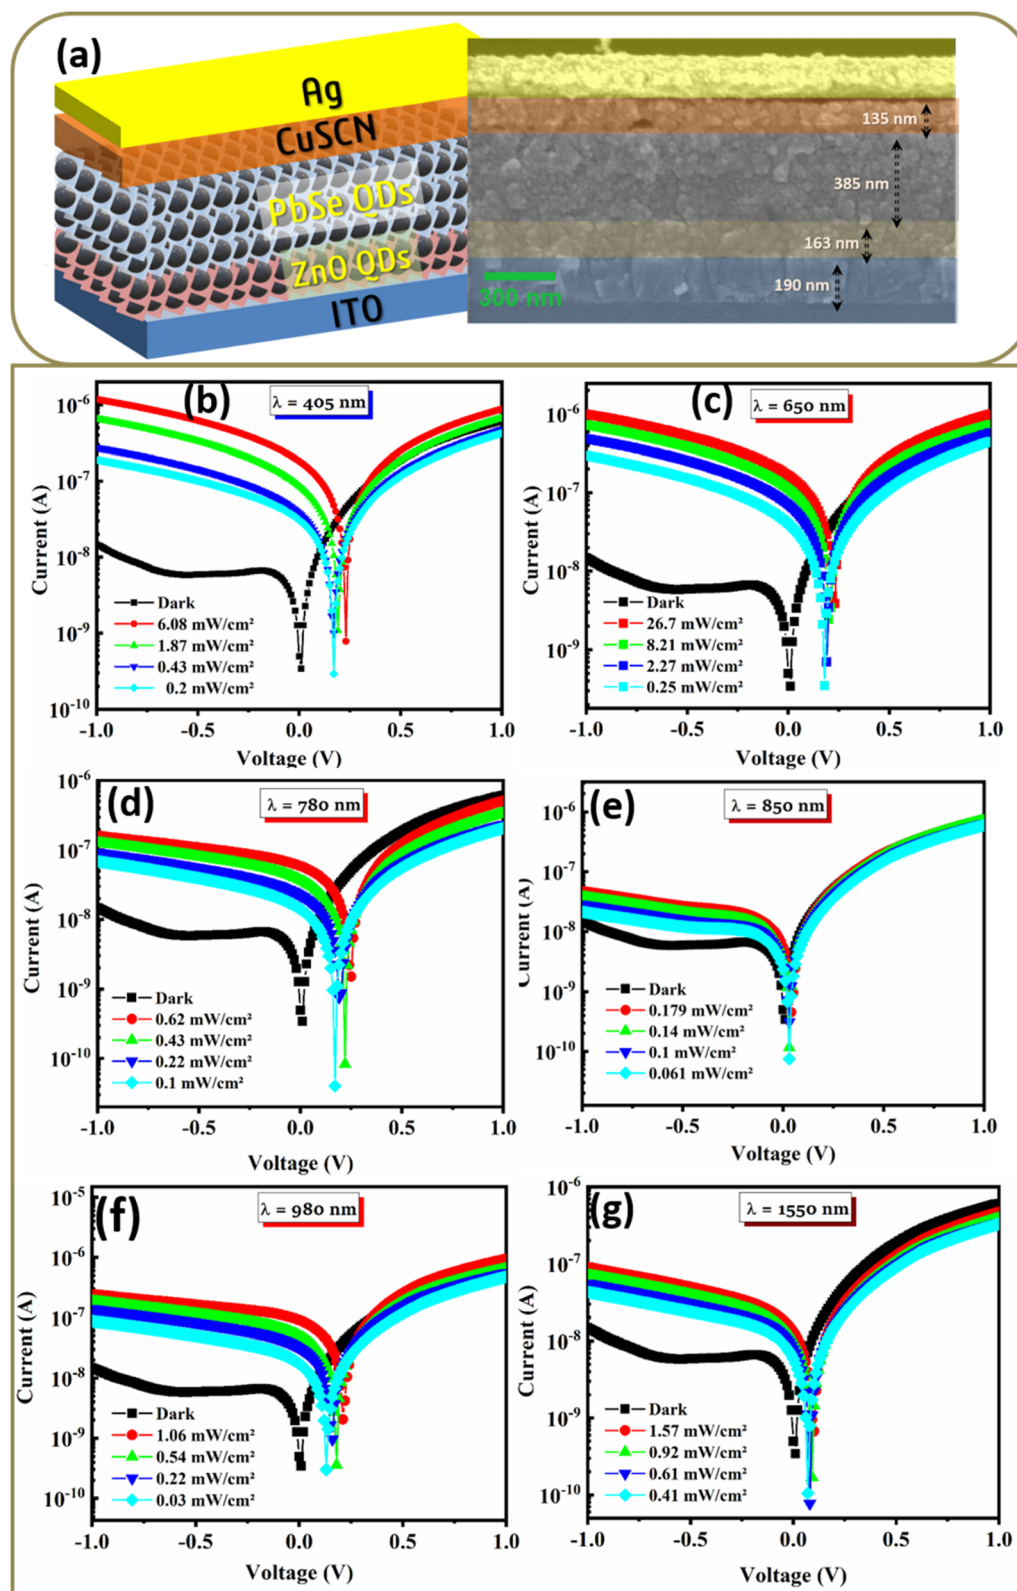 (a)
Ag
CuSCN
PbSe QDs
ZnO QDs
ITO
135 nm
385 nm
163 nm
190 nm
300 nm
(b)
λ = 405 nm
10⁻⁶
10⁻⁷
10⁻⁸
10⁻⁹
10⁻¹⁰
Current (A)
Dark
6.08 mW/cm²
1.87 mW/cm²
0.43 mW/cm²
0.2 mW/cm²
-1.0 -0.5 0.0 0.5 1.0
Voltage (V)
(c)
λ = 650 nm
10⁻⁶
10⁻⁷
10⁻⁸
10⁻⁹
Current (A)
Dark
26.7 mW/cm²
8.21 mW/cm²
2.27 mW/cm²
0.25 mW/cm²
-1.0 -0.5 0.0 0.5 1.0
Voltage (V)
(d)
λ = 780 nm
10⁻⁶
10⁻⁷
10⁻⁸
10⁻⁹
10⁻¹⁰
Current (A)
Dark
0.62 mW/cm²
0.43 mW/cm²
0.22 mW/cm²
0.1 mW/cm²
-1.0 -0.5 0.0 0.5 1.0
Voltage (V)
(e)
λ = 850 nm
10⁻⁶
10⁻⁷
10⁻⁸
10⁻⁹
10⁻¹⁰
Current (A)
Dark
0.179 mW/cm²
0.14 mW/cm²
0.1 mW/cm²
0.061 mW/cm²
-1.0 -0.5 0.0 0.5 1.0
Voltage (V)
(f)
λ = 980 nm
10⁻⁵
10⁻⁶
10⁻⁷
10⁻⁸
10⁻⁹
10⁻¹⁰
Current (A)
Dark
1.06 mW/cm²
0.54 mW/cm²
0.22 mW/cm²
0.03 mW/cm²
-1.0 -0.5 0.0 0.5 1.0
Voltage (V)
(g)
λ = 1550 nm
10⁻⁶
10⁻⁷
10⁻⁸
10⁻⁹
10⁻¹⁰
Current (A)
Dark
1.57 mW/cm²
0.92 mW/cm²
0.61 mW/cm²
0.41 mW/cm²
-1.0 -0.5 0.0 0.5 1.0
Voltage (V)